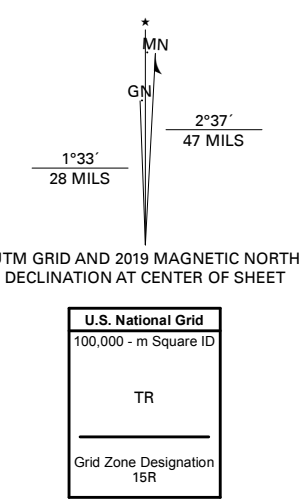 ★
MN
GN
2°37´
47 MILS
1°33´
28 MILS
UTM GRID AND 2019 MAGNETIC NORTH
DECLINATION AT CENTER OF SHEET
U.S. National Grid
100,000 - m Square ID
TR
Grid Zone Designation
15R